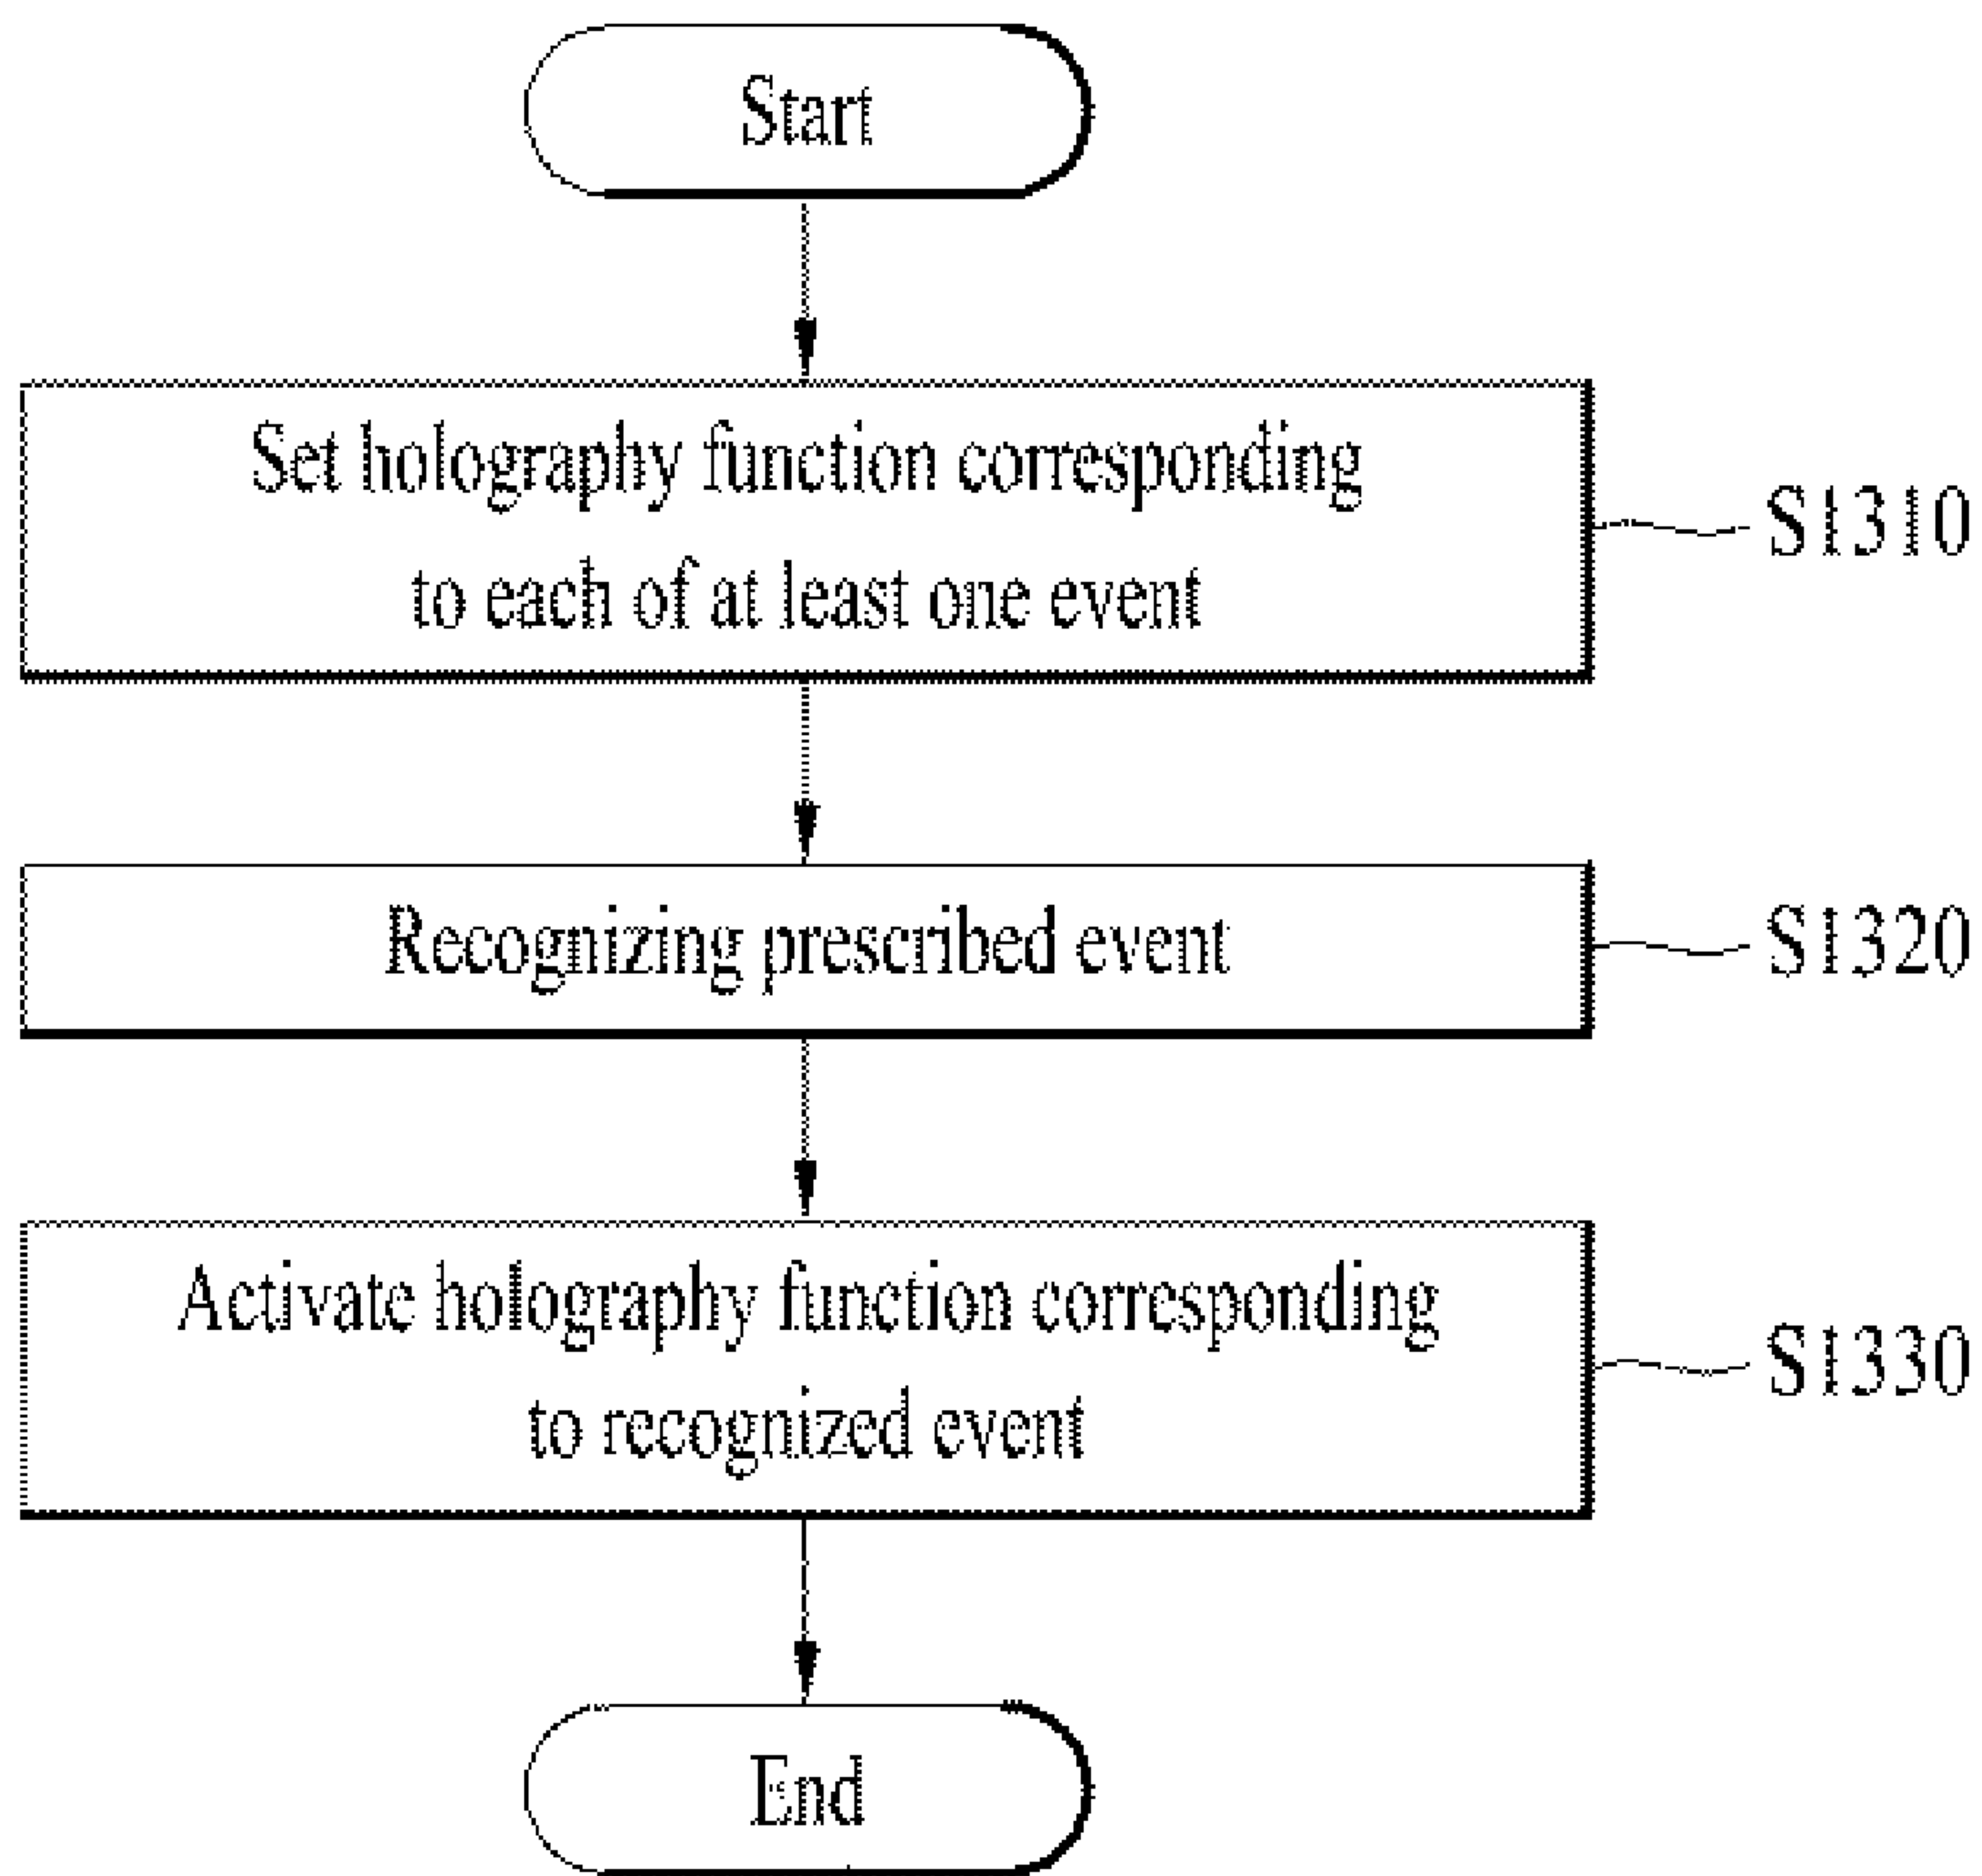 Start
Set holography function corresponding
to each of at least one event
S1310
Recognizing prescribed event
S1320
Activate holography function corresponding
to recognized event
S1330
End